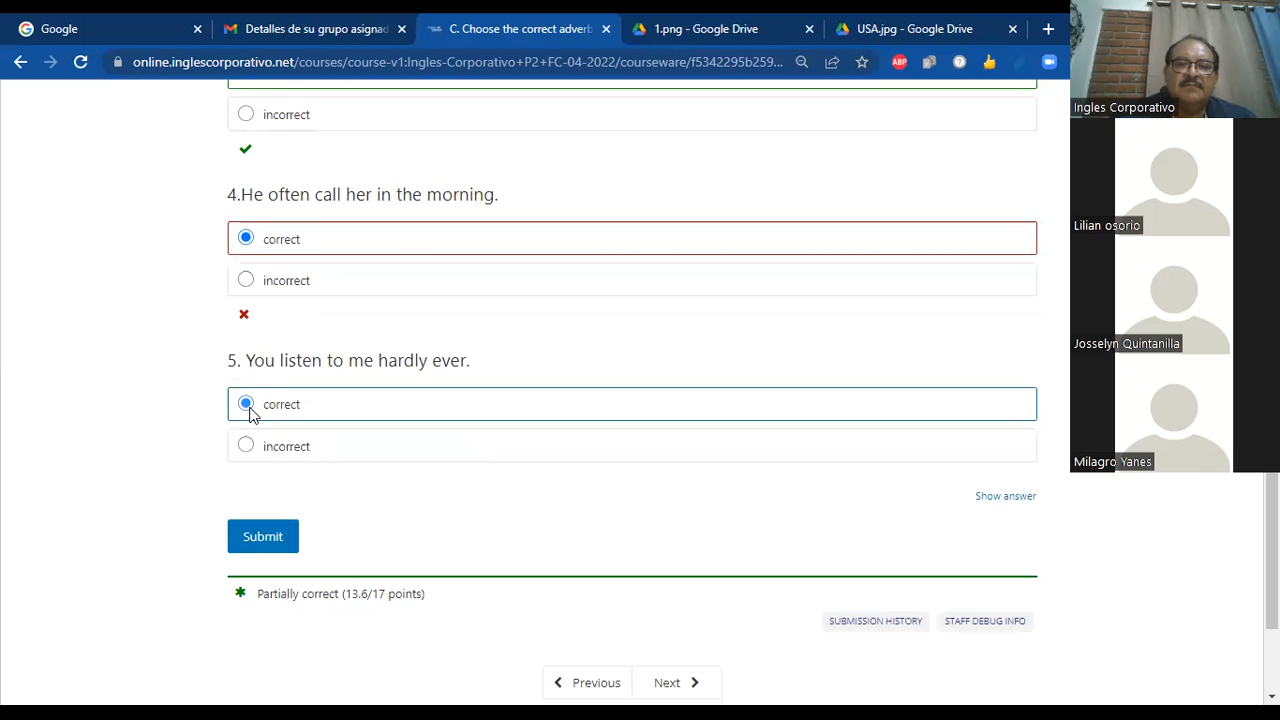 Google
Detalles de su grupo asignad
C. Choose the correct adverb
1.png - Google Drive
USA.jpg - Google Drive
online.inglescorporativo.net/courses/course-v1:Ingles-Corporativo+P2+FC-04-2022/courseware/f5342295b259...
ABP
incorrect
4.He often call her in the morning.
correct
incorrect
5. You listen to me hardly ever.
correct
incorrect
Show answer
Submit
Partially correct (13.6/17 points)
SUBMISSION HISTORY
STAFF DEBUG INFO
Previous
Next
Ingles Corporativo
Lilian osorio
Josselyn Quintanilla
Milagro Yanes